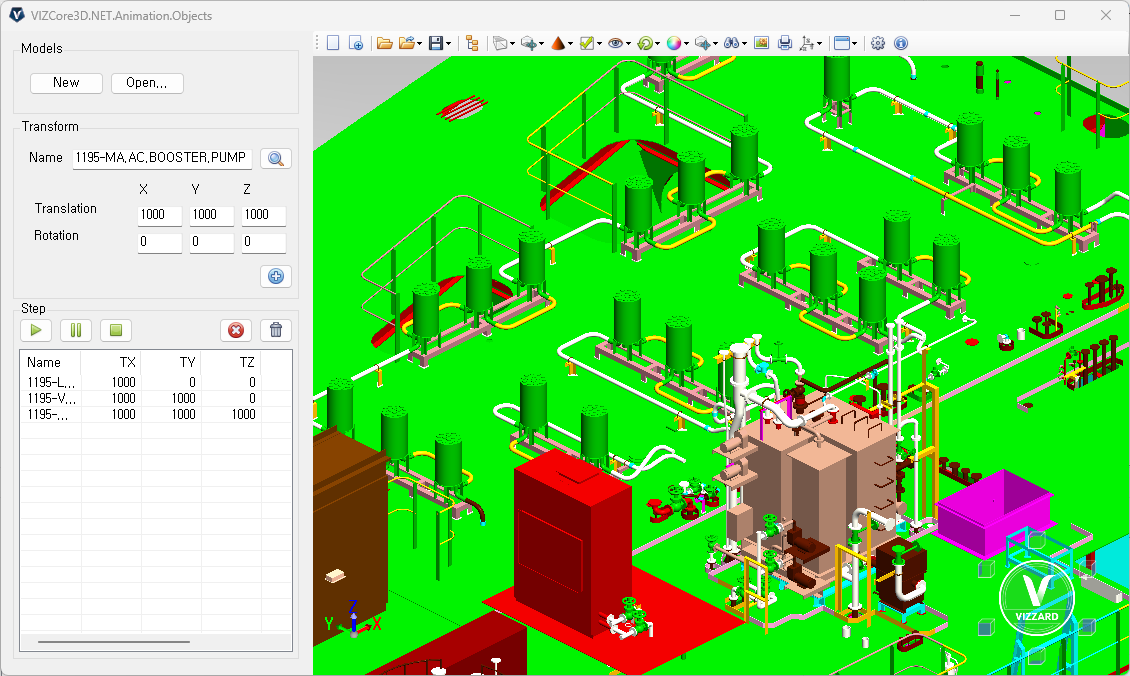 VIZCore3D.NET.Animation.Objects
Models
New
Open...
Transform
Name 1195-MA,AC,BOOSTER,PUMP
X Y Z
Translation 1000 1000 1000
Rotation 0 0 0
Step
Name TX TY TZ
1195-L... 1000 0 0
1195-V... 1000 1000 0
1195-... 1000 1000 1000
Z
Y X
V
VIZZARD